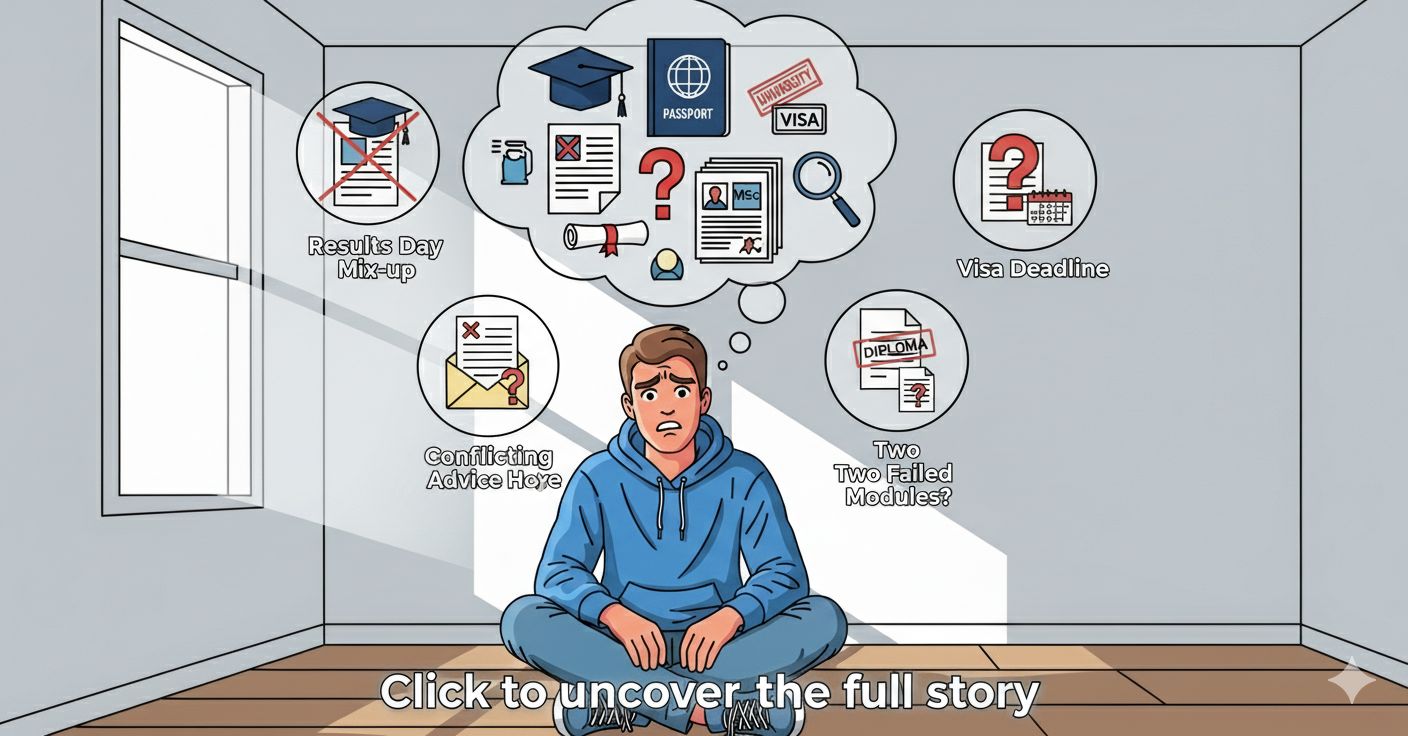 PASSPORT
UNIVERSITY
VISA
MSc
Results Day
Mix-up
Visa Deadline
DIPLOMA
Conflicting
Advice
Two
Two Failed
Modules?
Click to uncover the full story